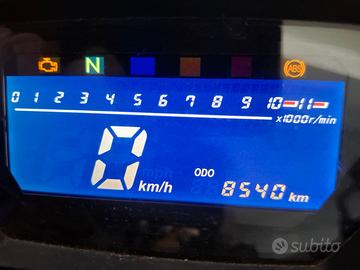 N ABS
0 1 2 3 4 5 6 7 8 9 10 11
x1000r/min
0 mph
km/h
ODO
8540 km
subito